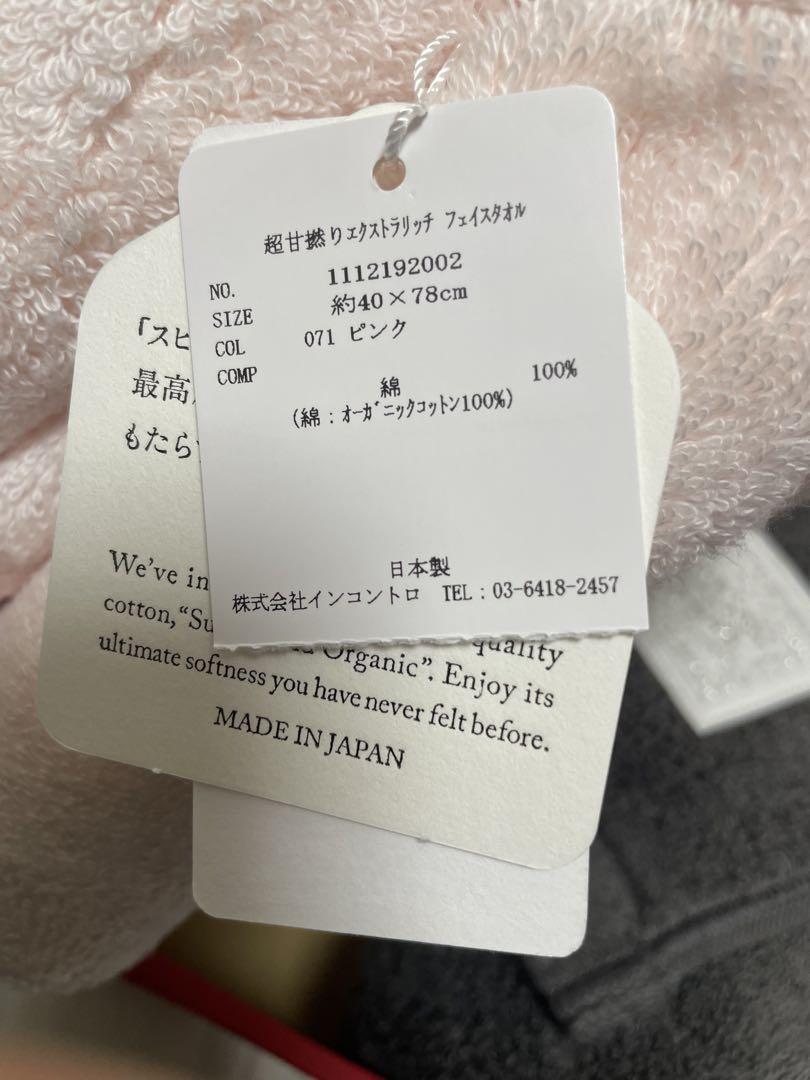 超甘撚りエクストラリッチ フェイスタオル
NO. 1112192002
SIZE 約40×78cm
COL 071 ピンク
COMP 綿 100%
(綿：オーガニックコットン100%)
日本製
株式会社インコントロ TEL：03-6418-2457
「スピ
最高
もたら
We've in
cotton, "Su quality
Organic". Enjoy its
ultimate softness you have never felt before.
MADE IN JAPAN